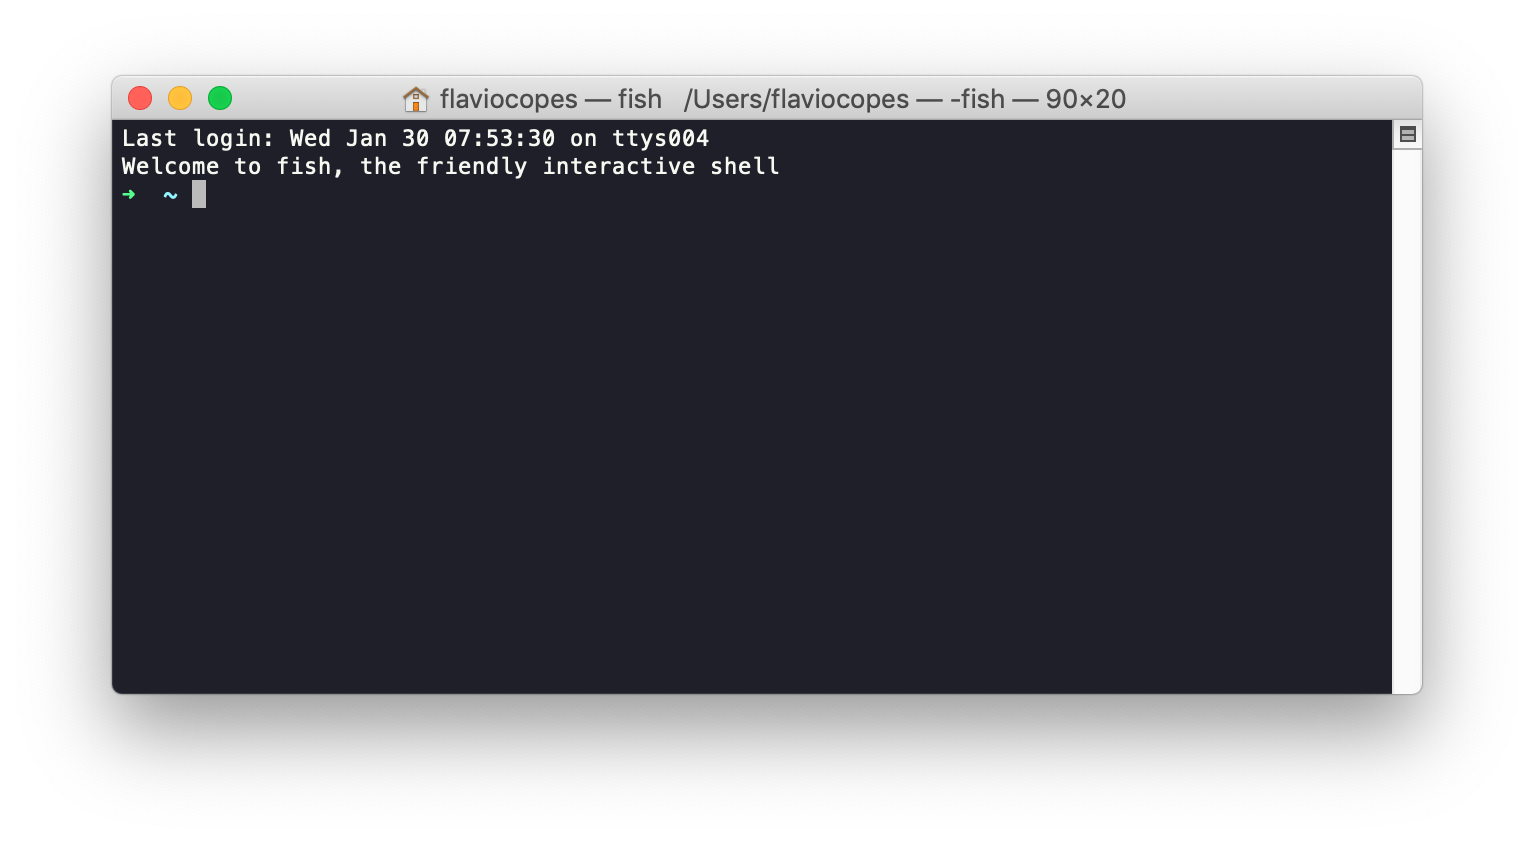 flaviocopes — fish   /Users/flaviocopes — -fish — 90×20
Last login: Wed Jan 30 07:53:30 on ttys004
Welcome to fish, the friendly interactive shell
➜  ~